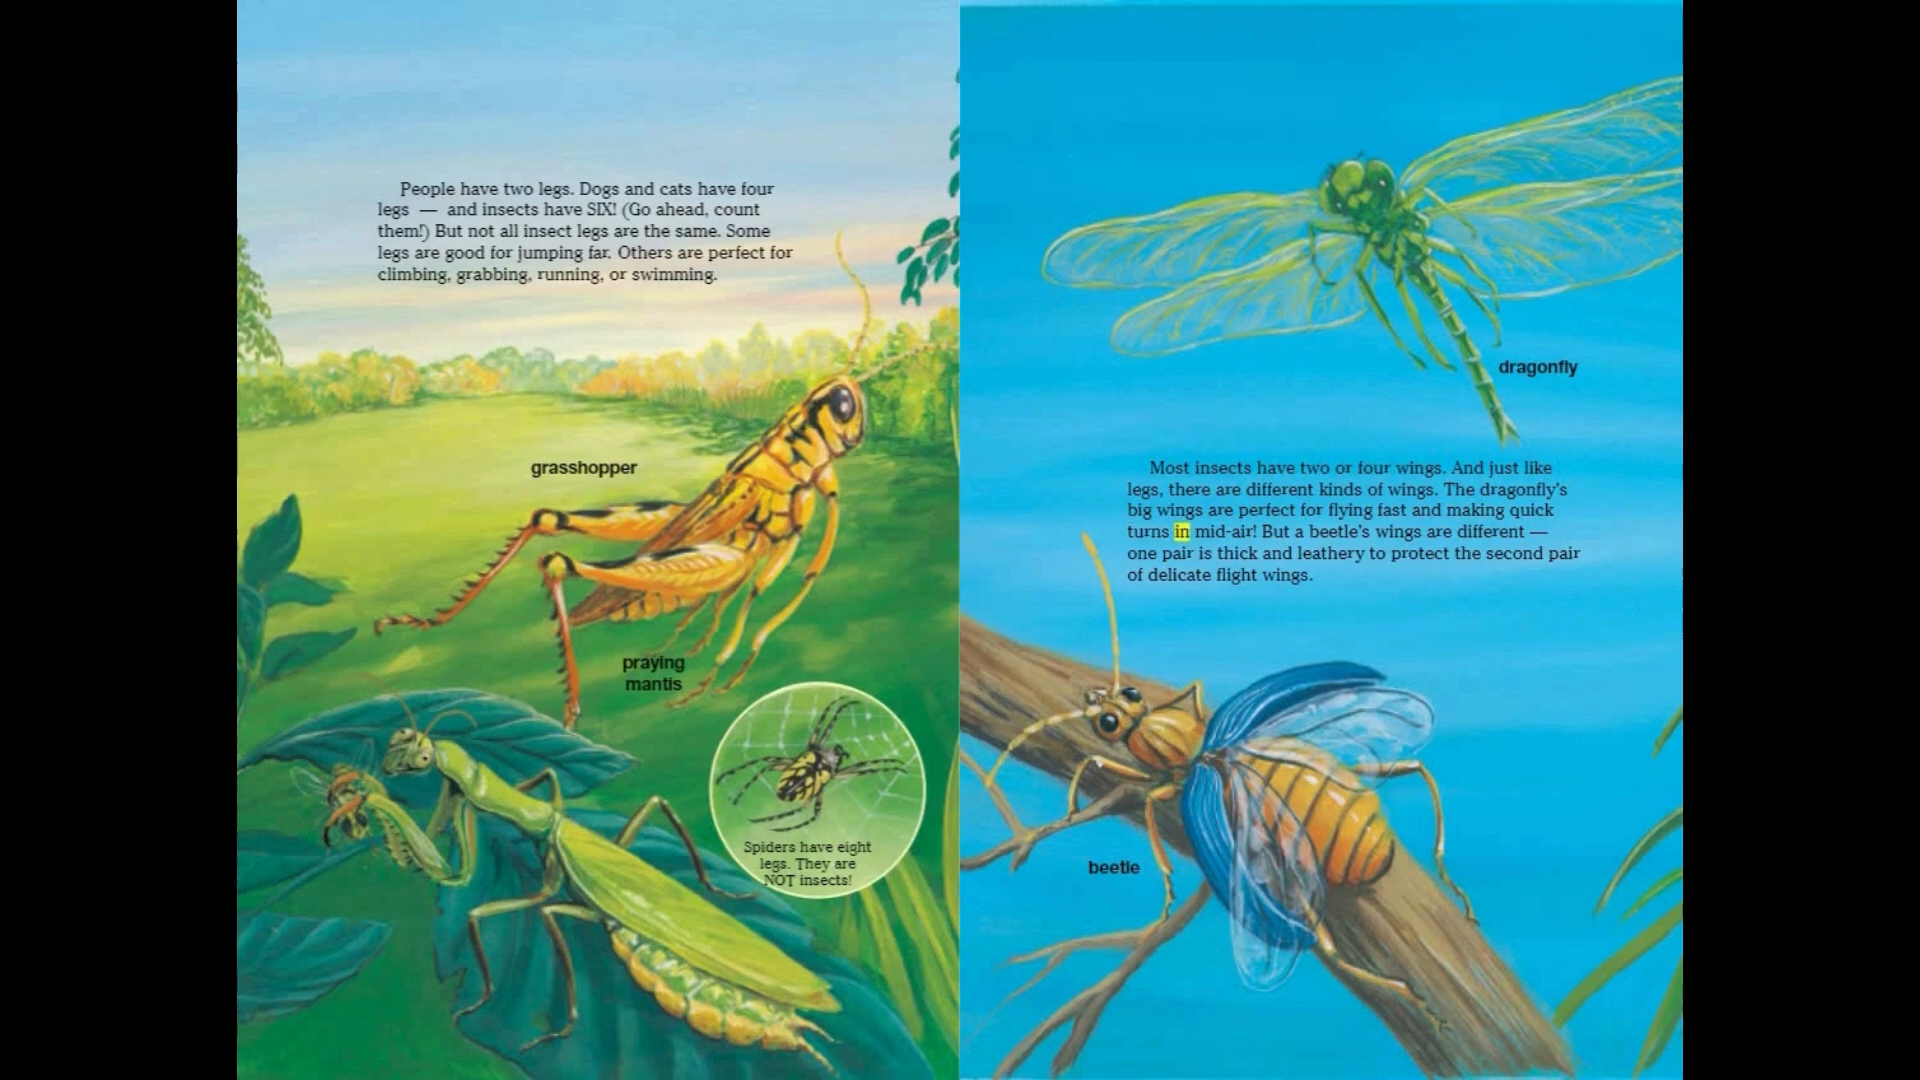 People have two legs. Dogs and cats have four
legs — and insects have SIX! (Go ahead, count
them!) But not all insect legs are the same. Some
legs are good for jumping far. Others are perfect for
climbing, grabbing, running, or swimming.
grasshopper
praying
mantis
Spiders have eight
legs. They are
NOT insects!
dragonfly
Most insects have two or four wings. And just like
legs, there are different kinds of wings. The dragonfly's
big wings are perfect for flying fast and making quick
turns in mid-air! But a beetle's wings are different —
one pair is thick and leathery to protect the second pair
of delicate flight wings.
beetle